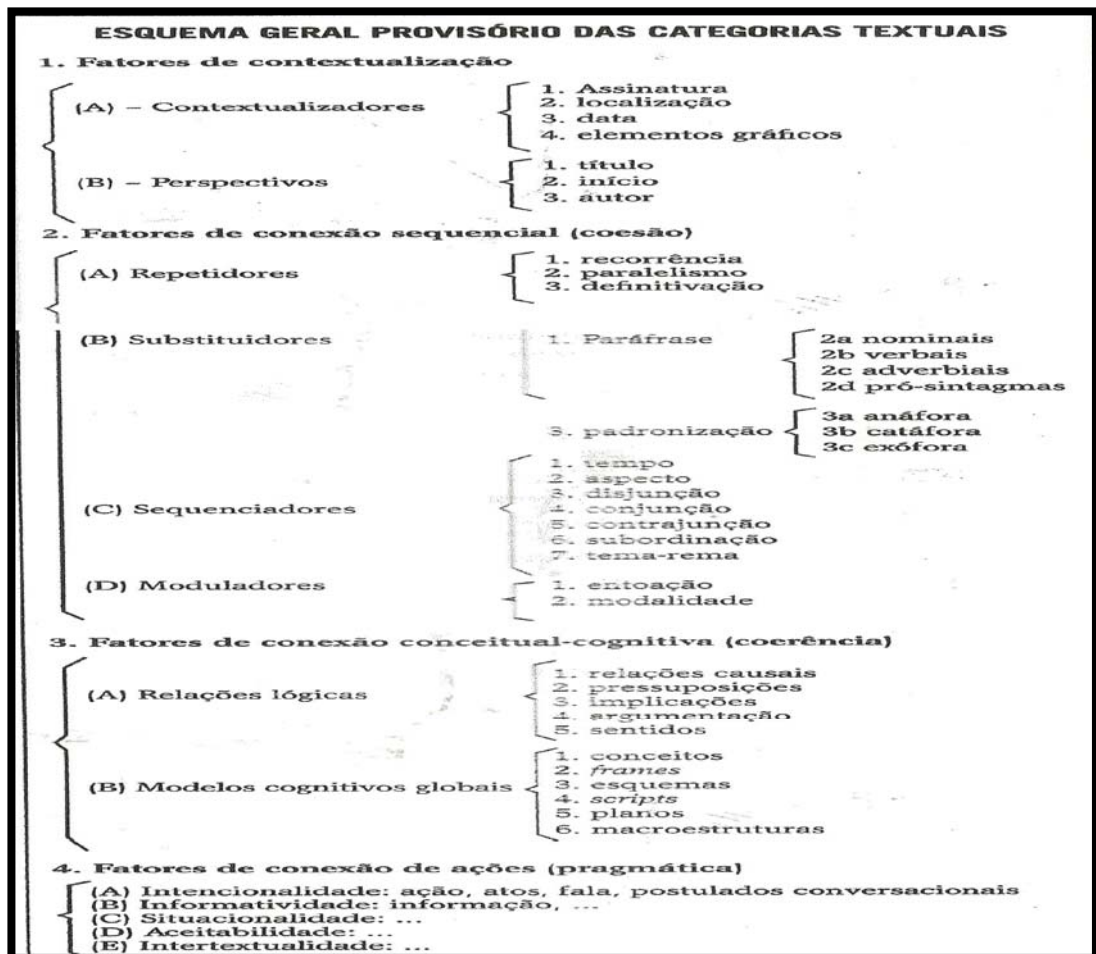 ESQUEMA GERAL PROVISÓRIO DAS CATEGORIAS TEXTUAIS
1. Fatores de contextualização
(A) – Contextualizadores
1. Assinatura
2. localização
3. data
4. elementos gráficos
(B) – Perspectivos
1. título
2. início
3. autor
2. Fatores de conexão sequencial (coesão)
(A) Repetidores
1. recorrência
2. paralelismo
3. definitivação
(B) Substituidores
1. Paráfrase
2a nominais
2b verbais
2c adverbiais
2d pró-sintagmas
3. padronização
3a anáfora
3b catáfora
3c exófora
(C) Sequenciadores
1. tempo
2. aspecto
3. disjunção
4. conjunção
5. contrajunção
6. subordinação
7. tema-rema
(D) Moduladores
1. entoação
2. modalidade
3. Fatores de conexão conceitual-cognitiva (coerência)
(A) Relações lógicas
1. relações causais
2. pressuposições
3. implicações
4. argumentação
5. sentidos
(B) Modelos cognitivos globais
1. conceitos
2. frames
3. esquemas
4. scripts
5. planos
6. macroestruturas
4. Fatores de conexão de ações (pragmática)
(A) Intencionalidade: ação, atos, fala, postulados conversacionais
(B) Informatividade: informação, ...
(C) Situacionalidade: ...
(D) Aceitabilidade: ...
(E) Intertextualidade: ...